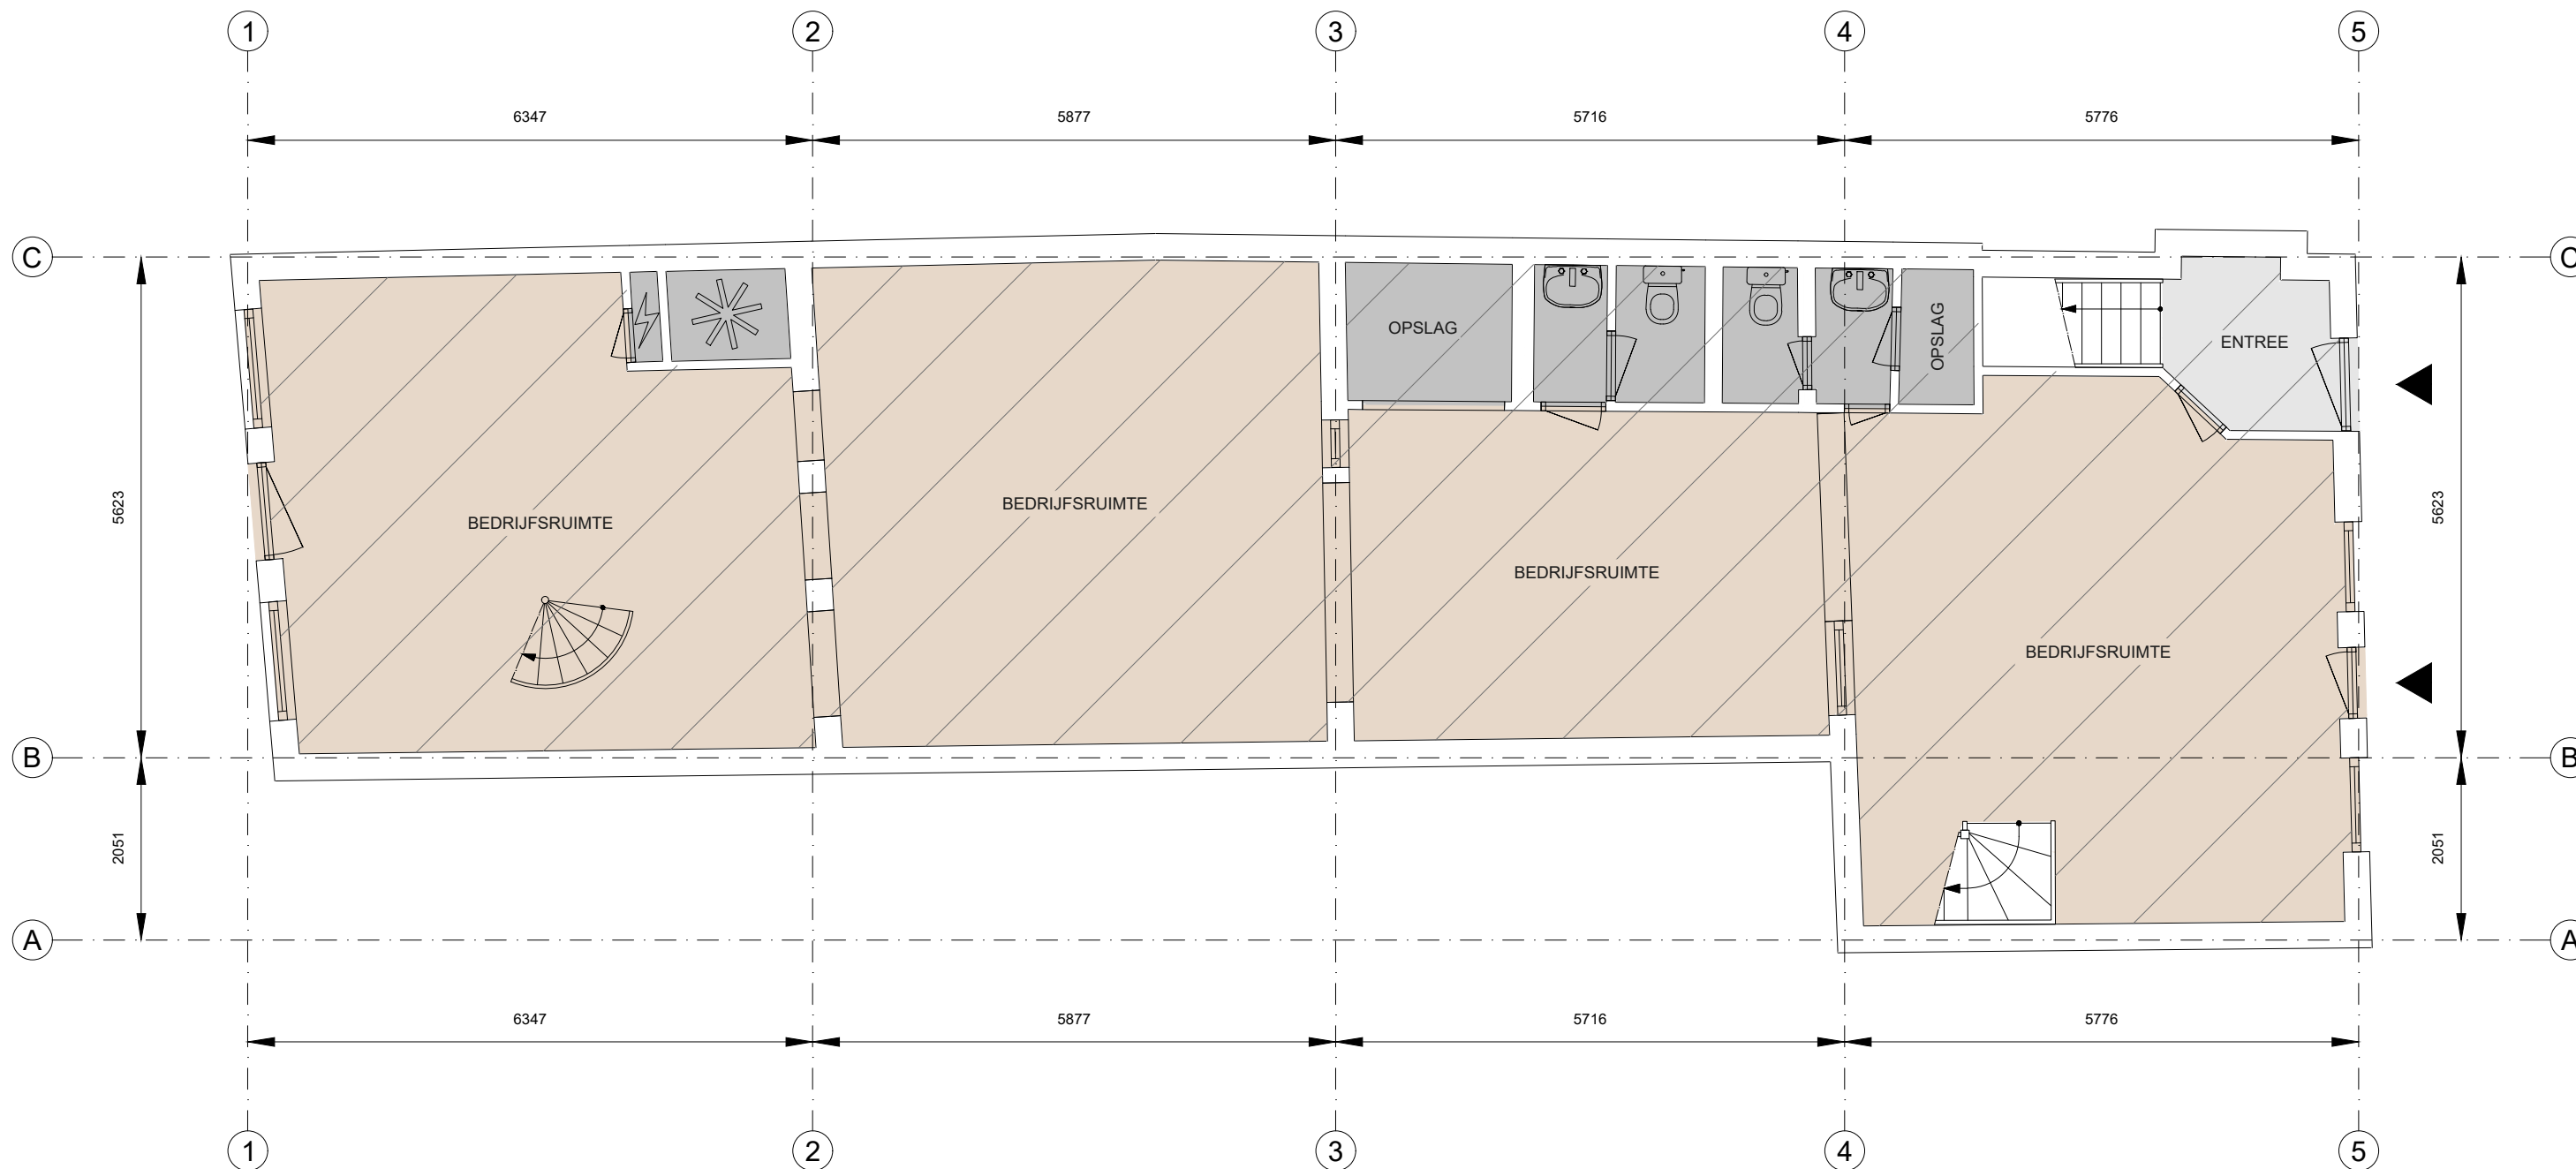 1 2 3 4 5
6347 5877 5716 5776
C C
OPSLAG
OPSLAG
ENTREE
5623
BEDRIJFSRUIMTE
BEDRIJFSRUIMTE
BEDRIJFSRUIMTE
BEDRIJFSRUIMTE
5623
B B
2051 2051
A A
6347 5877 5716 5776
1 2 3 4 5